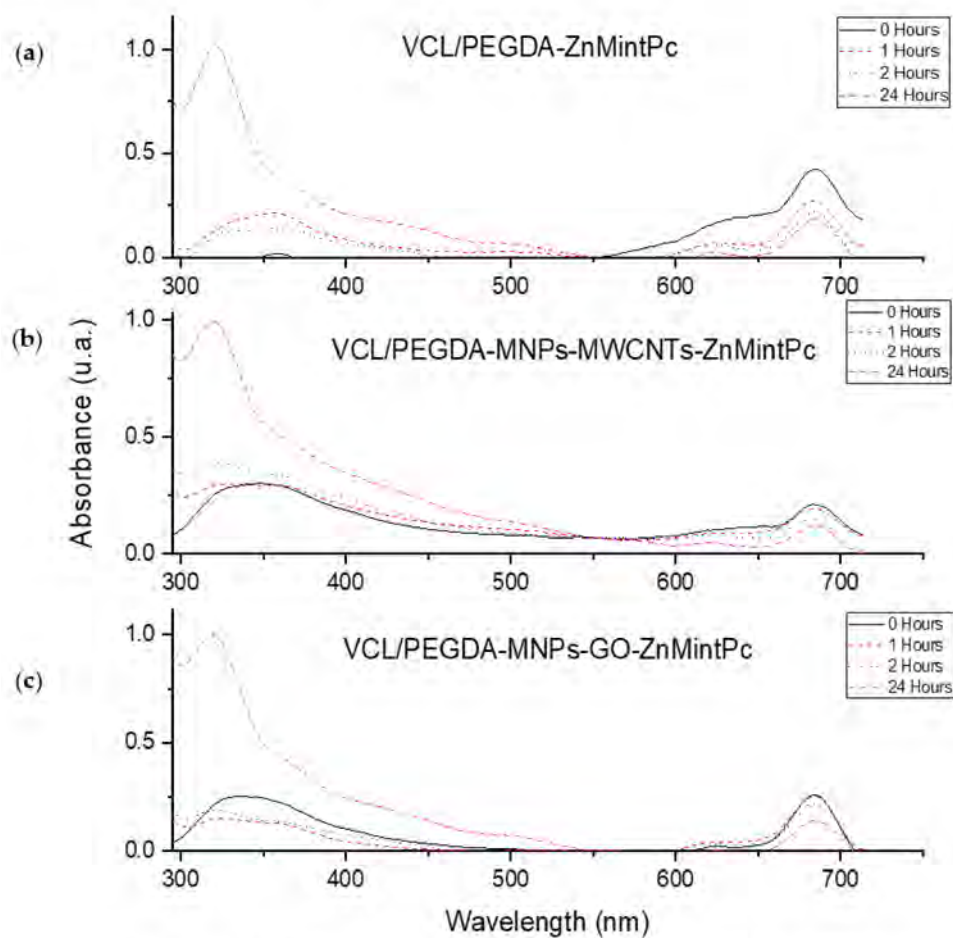 (a)
VCL/PEGDA-ZnMintPc
0 Hours
1 Hours
2 Hours
24 Hours
1.0
0.5
0.0
300 400 500 600 700
(b)
VCL/PEGDA-MNPs-MWCNTs-ZnMintPc
0 Hours
1 Hours
2 Hours
24 Hours
Absorbance (u.a.)
1.0
0.5
0.0
300 400 500 600 700
(c)
VCL/PEGDA-MNPs-GO-ZnMintPc
0 Hours
1 Hours
2 Hours
24 Hours
1.0
0.5
0.0
300 400 500 600 700
Wavelength (nm)